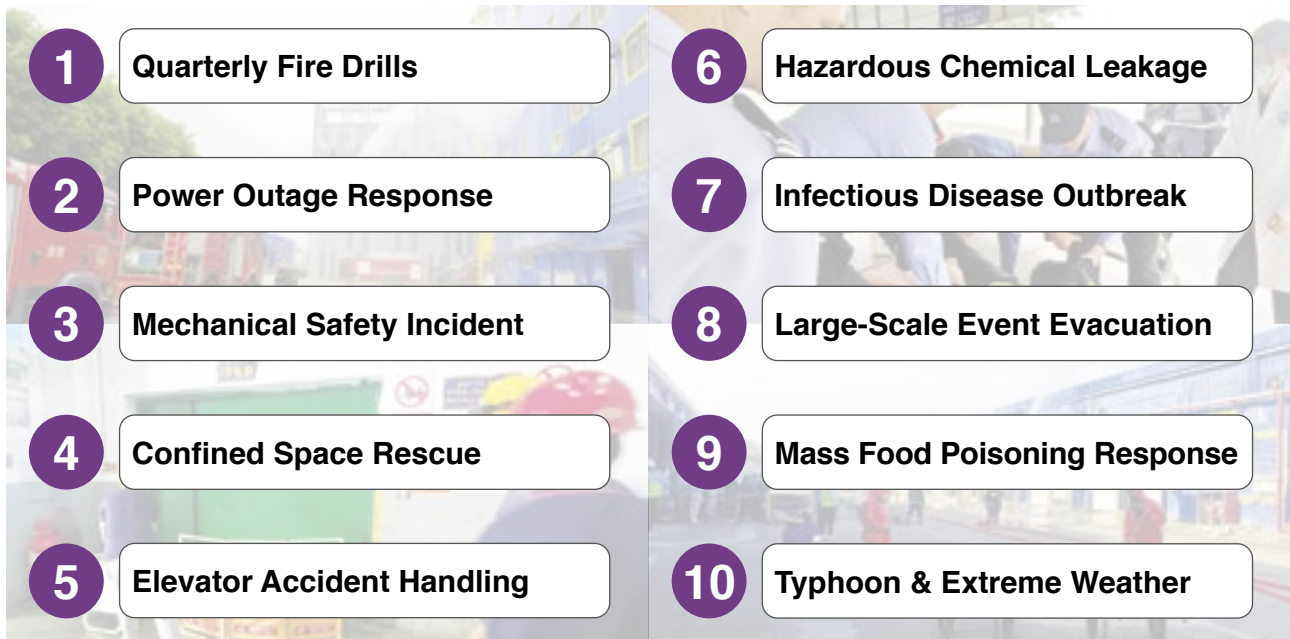 1 Quarterly Fire Drills
2 Power Outage Response
3 Mechanical Safety Incident
4 Confined Space Rescue
5 Elevator Accident Handling
6 Hazardous Chemical Leakage
7 Infectious Disease Outbreak
8 Large-Scale Event Evacuation
9 Mass Food Poisoning Response
10 Typhoon & Extreme Weather